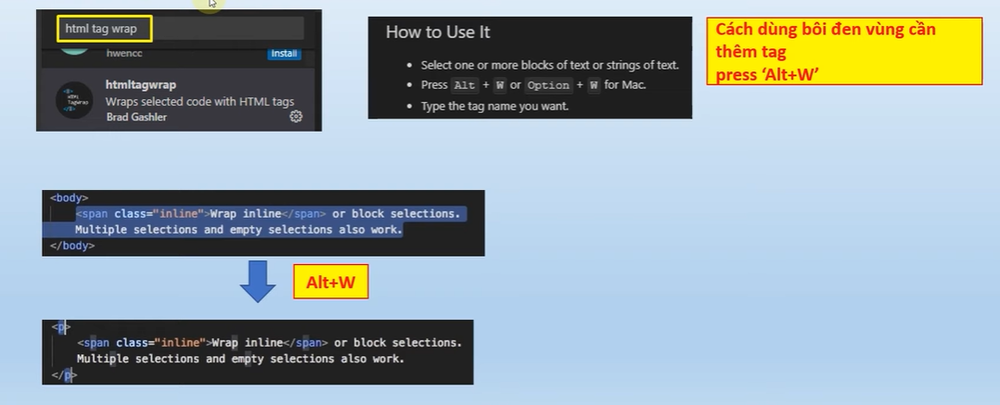 html tag wrap
hwencc
Install
HTML
TagWrap
htmltagwrap
Wraps selected code with HTML tags
Brad Gashler
How to Use It
• Select one or more blocks of text or strings of text.
• Press Alt + W or Option + W for Mac.
• Type the tag name you want.
Cách dùng bôi đen vùng cần
thêm tag
press ‘Alt+W’
<body>
<span class="inline">Wrap inline</span> or block selections.
Multiple selections and empty selections also work.
</body>
Alt+W
<p>
<span class="inline">Wrap inline</span> or block selections.
Multiple selections and empty selections also work.
</p>